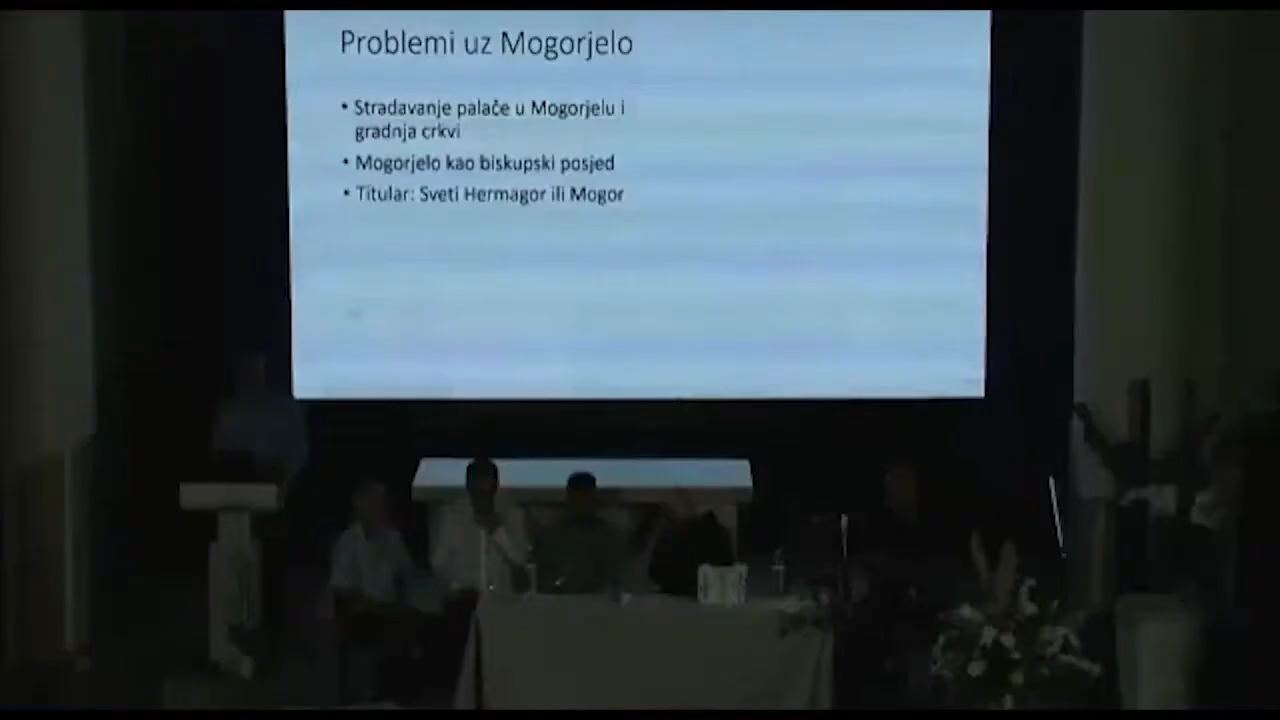 Problemi uz Mogorjelo
• Stradavanje palače u Mogorjelu i
gradnja crkvi
• Mogorjelo kao biskupski posjed
• Titular: Sveti Hermagor ili Mogor